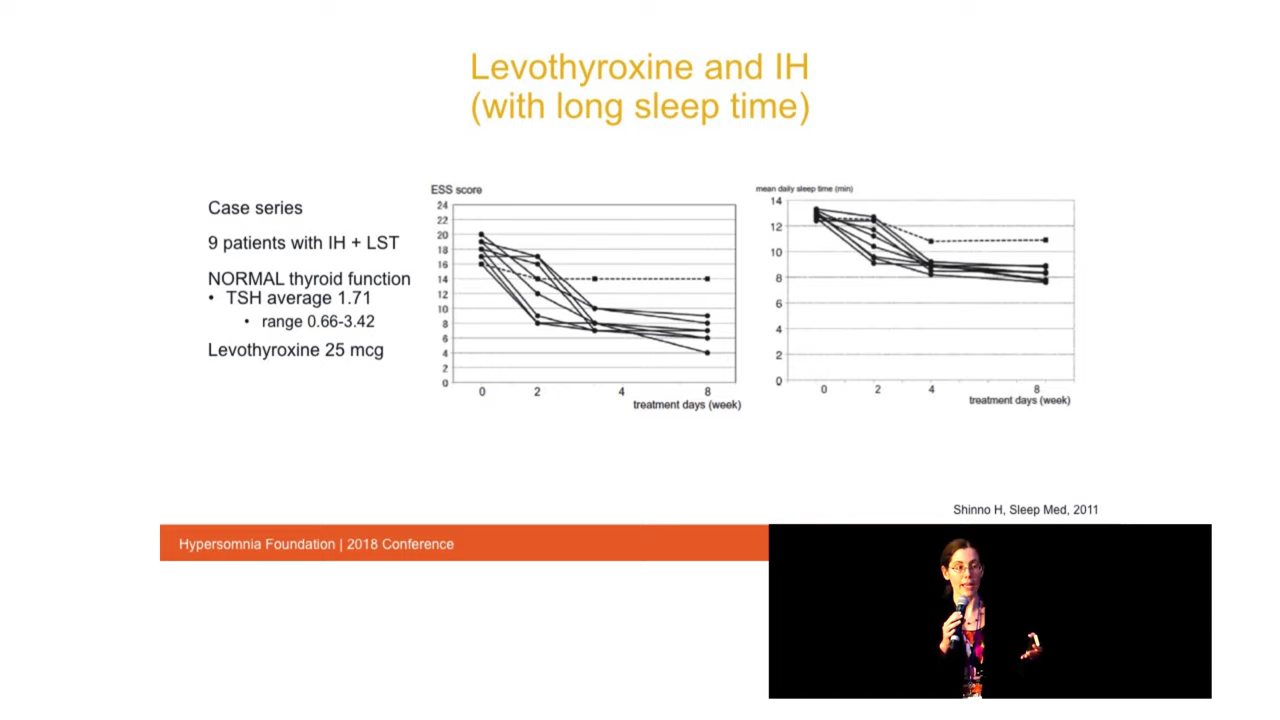 Levothyroxine and IH
(with long sleep time)
Case series
9 patients with IH + LST
NORMAL thyroid function
• TSH average 1.71
• range 0.66-3.42
Levothyroxine 25 mcg
ESS score
24
22
20
18
16
14
12
10
8
6
4
2
0
0 2 4 8
treatment days (week)
mean daily sleep time (min)
14
12
10
8
6
4
2
0
0 2 4 8
treatment days (week)
Shinno H, Sleep Med, 2011
Hypersomnia Foundation | 2018 Conference